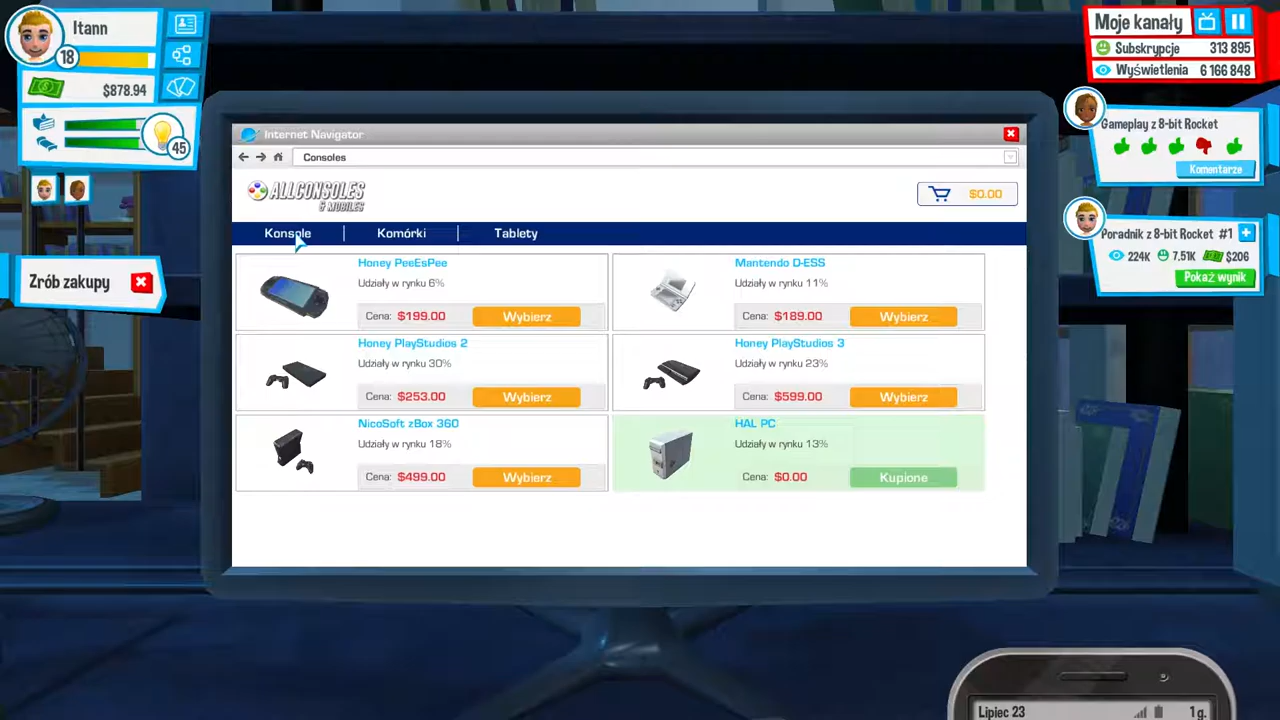 Itann
18
$878.94
45
Zrób zakupy
Moje kanały
Subskrypcje 313 895
Wyświetlenia 6 166 848
Gameplay z 8-bit Rocket
Komentarze
Poradnik z 8-bit Rocket #1
224K 7.51K $206
Pokaż wynik
Internet Navigator
Consoles
ALLCONSOLES
& MOBILES
$0.00
Konsole Komórki Tablety
Honey PeeEsPee
Udziały w rynku 6%
Cena: $199.00 Wybierz
Mantendo D-ESS
Udziały w rynku 11%
Cena: $189.00 Wybierz
Honey PlayStudios 2
Udziały w rynku 30%
Cena: $253.00 Wybierz
Honey PlayStudios 3
Udziały w rynku 23%
Cena: $599.00 Wybierz
NicoSoft zBox 360
Udziały w rynku 18%
Cena: $499.00 Wybierz
HAL PC
Udziały w rynku 13%
Cena: $0.00 Kupione
Lipiec 23 1 g.